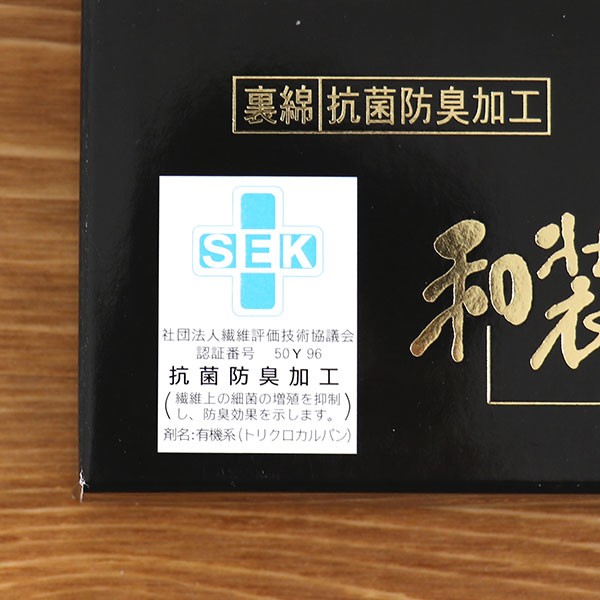 裏綿 抗菌防臭加工
和装
SEK
社団法人繊維評価技術協議会
認証番号 50Y96
抗菌防臭加工
(繊維上の細菌の増殖を抑制
し、防臭効果を示します。)
剤名:有機系(トリクロカルバン)